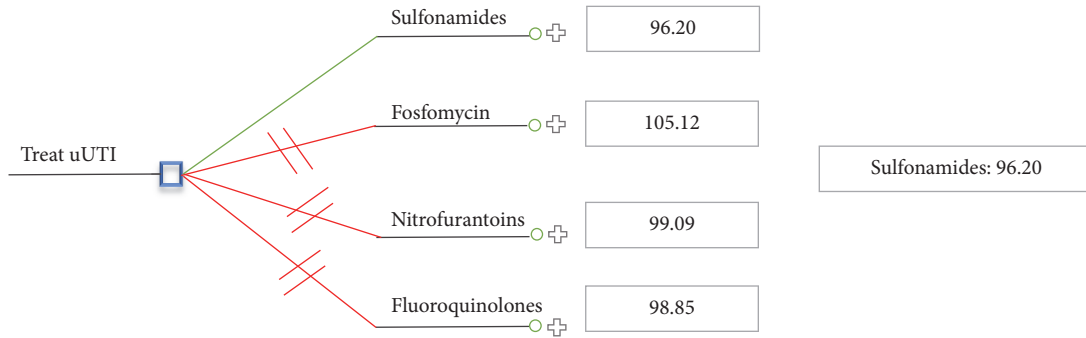 Sulfonamides
96.20
Fosfomycin
105.12
Treat uUTI
Sulfonamides: 96.20
Nitrofurantoins
99.09
Fluoroquinolones
98.85